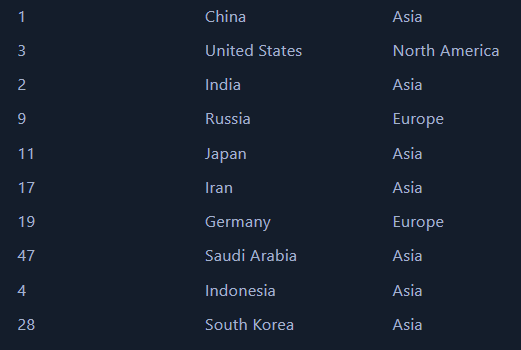 1 China Asia
3 United States North America
2 India Asia
9 Russia Europe
11 Japan Asia
17 Iran Asia
19 Germany Europe
47 Saudi Arabia Asia
4 Indonesia Asia
28 South Korea Asia